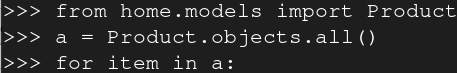 >>> from home.models import Product
>>> a = Product.objects.all()
>>> for item in a: